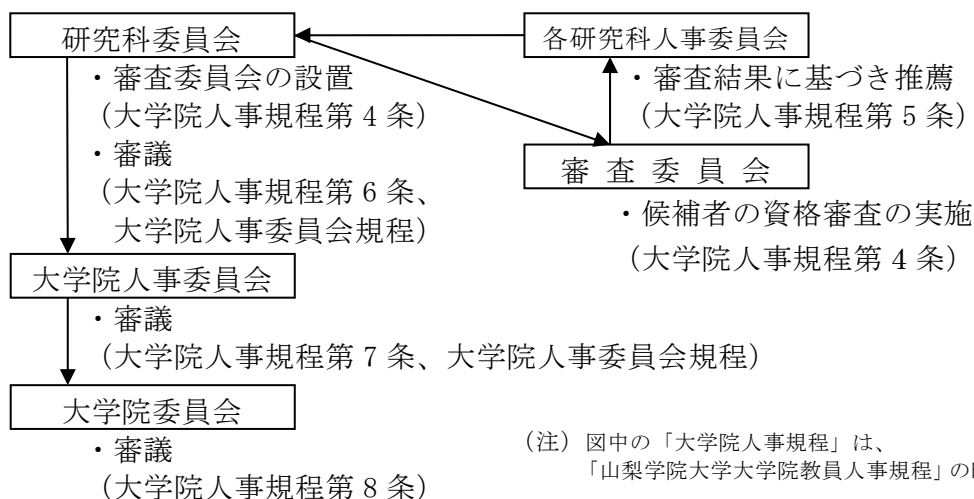 研究科委員会
・審査委員会の設置
（大学院人事規程第4条）
・審議
（大学院人事規程第6条、
大学院人事委員会規程）
各研究科人事委員会
・審査結果に基づき推薦
（大学院人事規程第5条）
審 査 委 員 会
・候補者の資格審査の実施
（大学院人事規程第4条）
大学院人事委員会
・審議
（大学院人事規程第7条、大学院人事委員会規程）
大学院委員会
・審議
（大学院人事規程第8条）
（注）図中の「大学院人事規程」は、
「山梨学院大学大学院教員人事規程」の